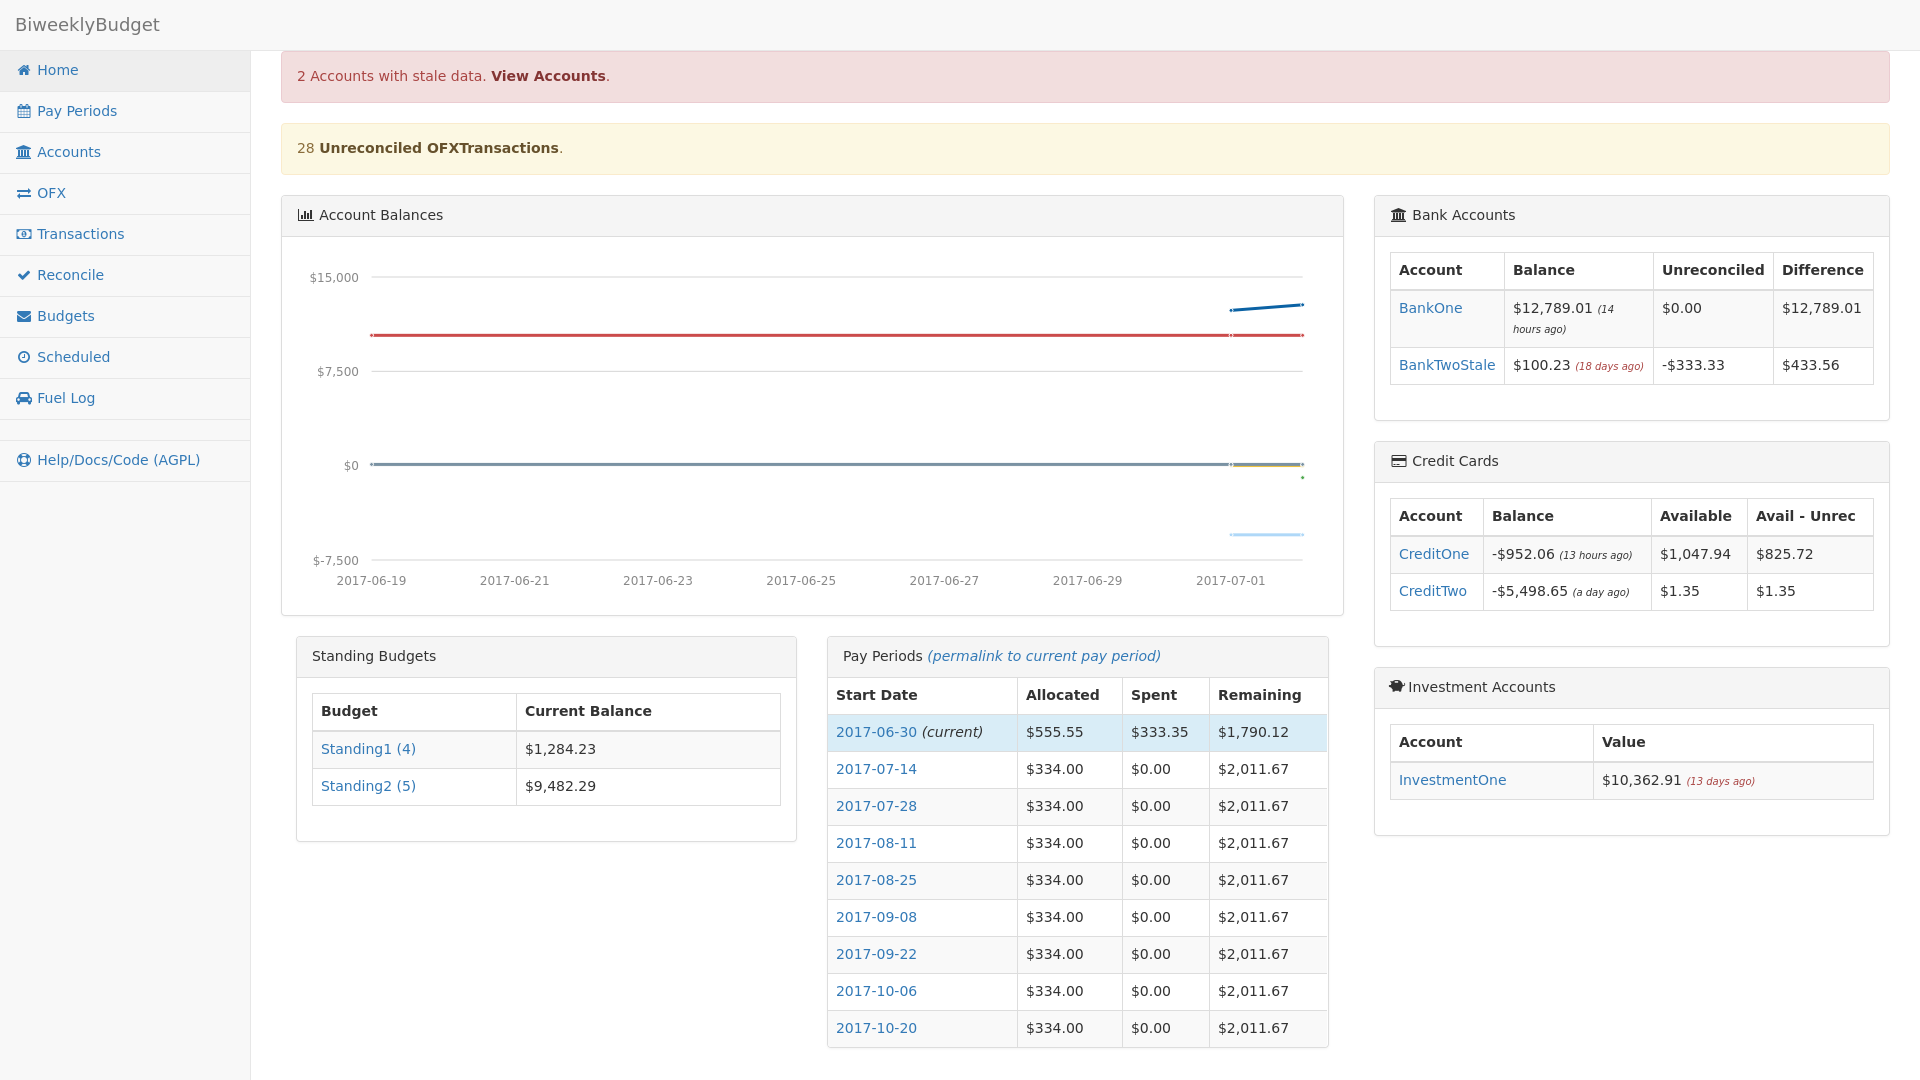 BiweeklyBudget
Home
Pay Periods
Accounts
OFX
Transactions
Reconcile
Budgets
Scheduled
Fuel Log
Help/Docs/Code (AGPL)
2 Accounts with stale data. View Accounts.
28 Unreconciled OFXTransactions.
Account Balances
$15,000
$7,500
$0
$-7,500
2017-06-19 2017-06-21 2017-06-23 2017-06-25 2017-06-27 2017-06-29 2017-07-01
Standing Budgets
Budget Current Balance
Standing1 (4) $1,284.23
Standing2 (5) $9,482.29
Pay Periods (permalink to current pay period)
Start Date Allocated Spent Remaining
2017-06-30 (current) $555.55 $333.35 $1,790.12
2017-07-14 $334.00 $0.00 $2,011.67
2017-07-28 $334.00 $0.00 $2,011.67
2017-08-11 $334.00 $0.00 $2,011.67
2017-08-25 $334.00 $0.00 $2,011.67
2017-09-08 $334.00 $0.00 $2,011.67
2017-09-22 $334.00 $0.00 $2,011.67
2017-10-06 $334.00 $0.00 $2,011.67
2017-10-20 $334.00 $0.00 $2,011.67
Bank Accounts
Account Balance Unreconciled Difference
BankOne $12,789.01 (14 $0.00 $12,789.01
hours ago)
BankTwoStale $100.23 (18 days ago) -$333.33 $433.56
Credit Cards
Account Balance Available Avail - Unrec
CreditOne -$952.06 (13 hours ago) $1,047.94 $825.72
CreditTwo -$5,498.65 (a day ago) $1.35 $1.35
Investment Accounts
Account Value
InvestmentOne $10,362.91 (13 days ago)